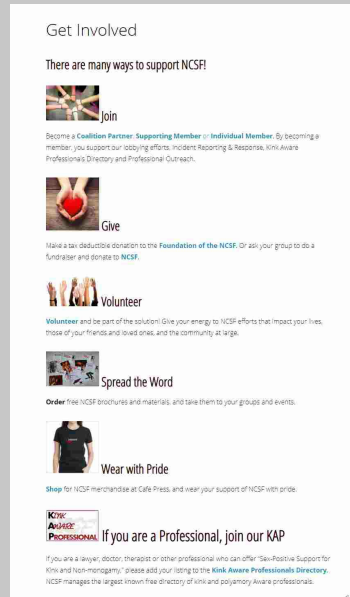 Get Involved
There are many ways to support NCSF!
Join
Become a Coalition Partner, Supporting Member or Individual Member. By becoming a
member, you support our lobbying efforts, Incident Reporting & Response, Kink Aware
Professionals Directory and Professional Outreach.
Give
Make a tax deductible donation to the Foundation of the NCSF. Or ask your group to do a
fundraiser and donate to NCSF.
Volunteer
Volunteer and be part of the solution! Give your energy to NCSF efforts that impact your lives,
those of your friends and loved ones, and the community at large.
Spread the Word
Order free NCSF brochures and materials, and take them to your groups and events.
Wear with Pride
Shop for NCSF merchandise at Cafe Press, and wear your support of NCSF with pride.
KINK
AWARE
PROFESSIONAL
If you are a Professional, join our KAP
If you are a lawyer, doctor, therapist or other professional who can offer "Sex-Positive Support for
Kink and Non-monogamy," please add your listing to the Kink Aware Professionals Directory.
NCSF manages the largest known free directory of kink and polyamory Aware professionals.